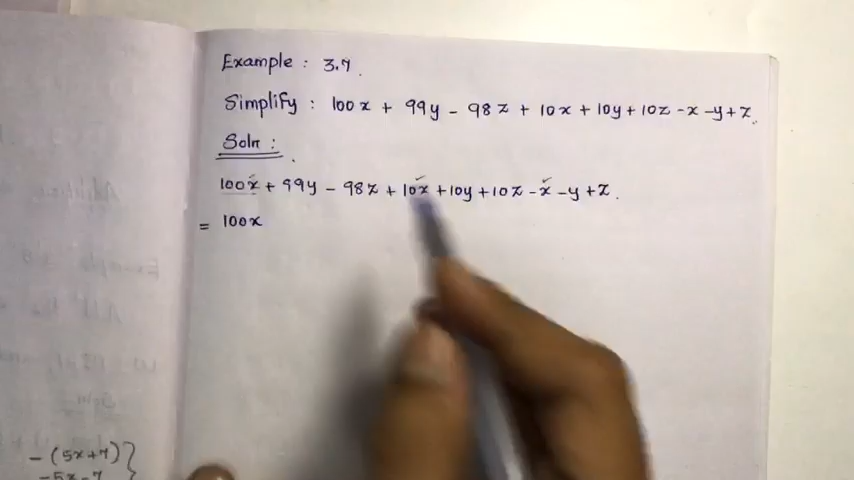 Example : 3.7.
Simplify : 100x + 99y - 98z + 10x + 10y + 10z - x - y + z.
Soln :
100x + 99y - 98z + 10x + 10y + 10z - x - y + z.
= 100x
- (5x+7) }
-5x-7